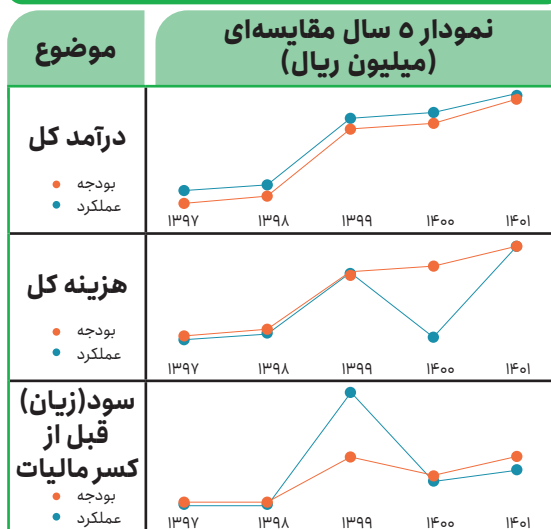 موضوع
نمودار ۵ سال مقایسه‌ای
(میلیون ریال)
درآمد کل
بودجه
عملکرد
۱۳۹۷ ۱۳۹۸ ۱۳۹۹ ۱۴۰۰ ۱۴۰۱
هزینه کل
بودجه
عملکرد
۱۳۹۷ ۱۳۹۸ ۱۳۹۹ ۱۴۰۰ ۱۴۰۱
سود(زیان)
قبل از
کسر مالیات
بودجه
عملکرد
۱۳۹۷ ۱۳۹۸ ۱۳۹۹ ۱۴۰۰ ۱۴۰۱